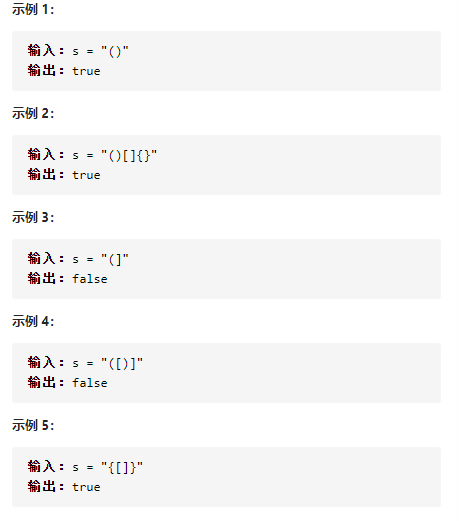 示例 1:
输入：s = "()"
输出：true
示例 2:
输入：s = "()[]{}"
输出：true
示例 3:
输入：s = "(]"
输出：false
示例 4:
输入：s = "([)]"
输出：false
示例 5:
输入：s = "{[]}"
输出：true